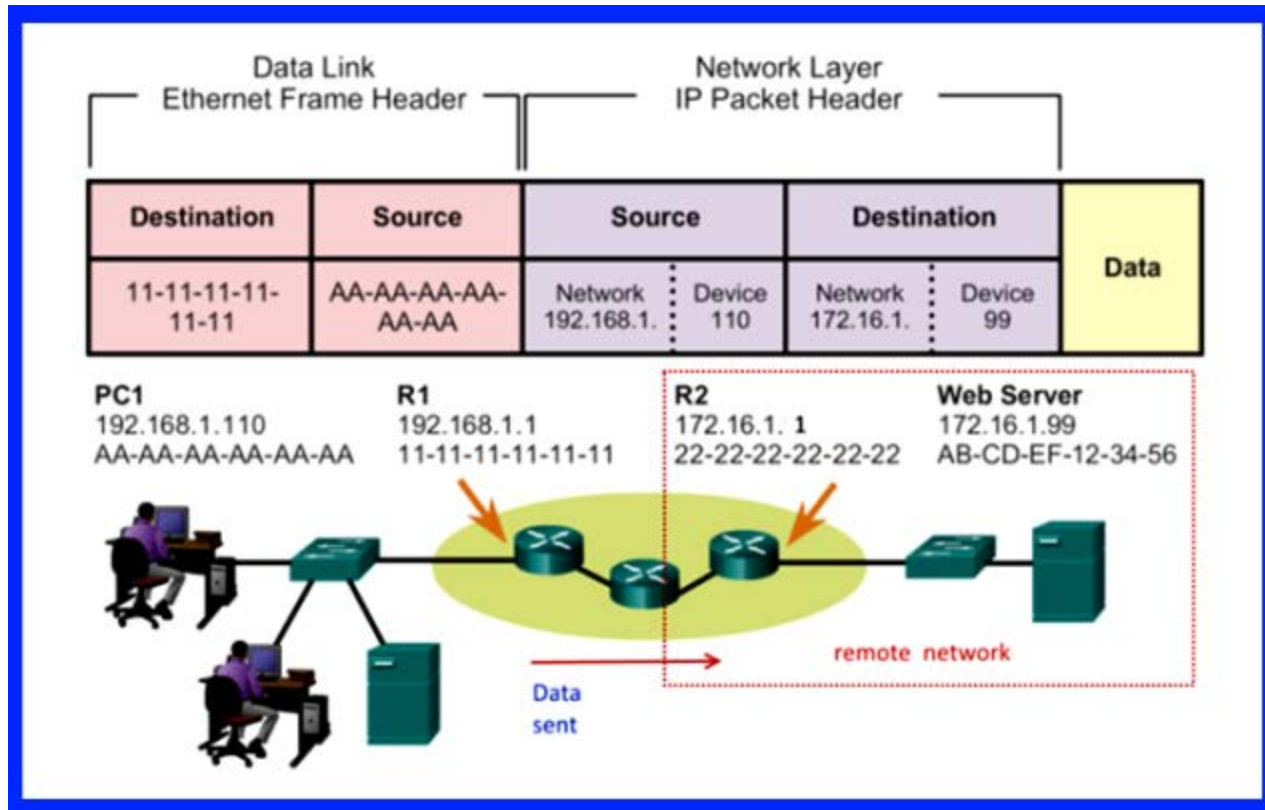 Data Link
Ethernet Frame Header
Network Layer
IP Packet Header
Destination
Source
Source
Destination
Data
11-11-11-11-
11-11
AA-AA-AA-AA-
AA-AA
Network
192.168.1.
Device
110
Network
172.16.1.
Device
99
PC1
192.168.1.110
AA-AA-AA-AA-AA-AA
R1
192.168.1.1
11-11-11-11-11-11
R2
172.16.1. 1
22-22-22-22-22-22
Web Server
172.16.1.99
AB-CD-EF-12-34-56
remote network
Data
sent